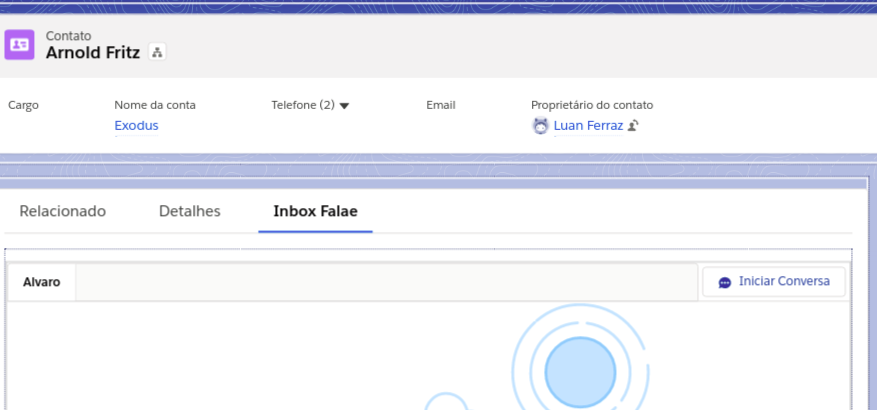 Contato
Arnold Fritz
Cargo
Nome da conta
Telefone (2)
Email
Proprietário do contato
Exodus
Luan Ferraz
Relacionado
Detalhes
Inbox Falae
Alvaro
Iniciar Conversa